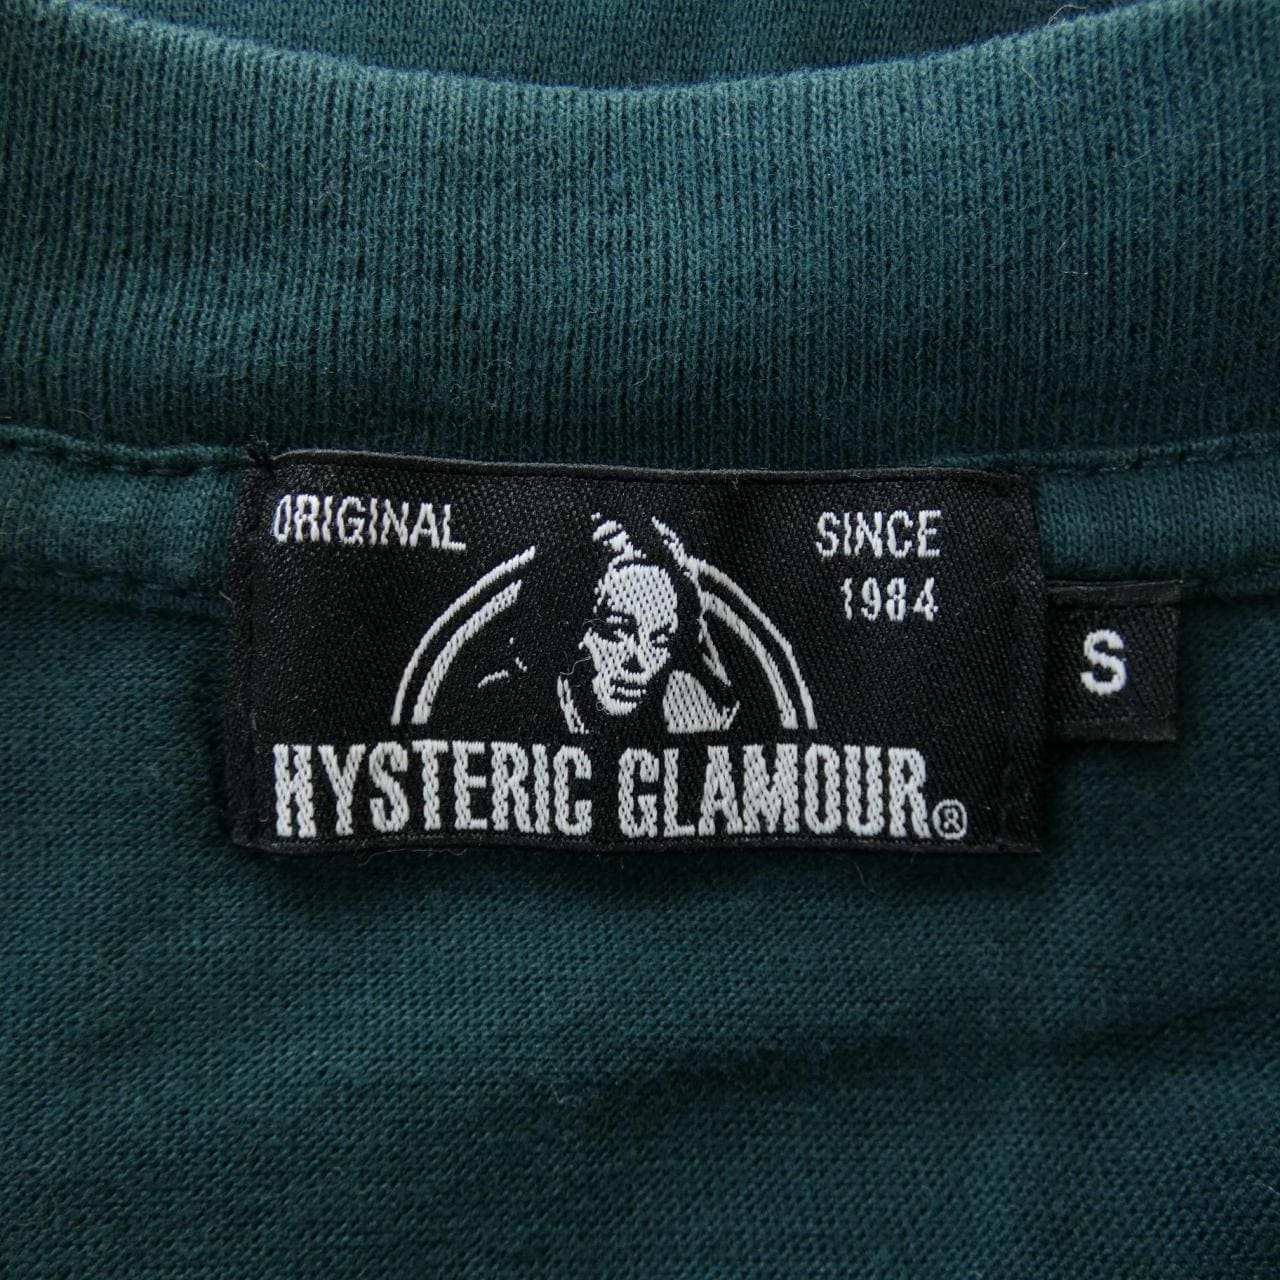 ORIGINAL
SINCE
1984
S
HYSTERIC GLAMOUR®